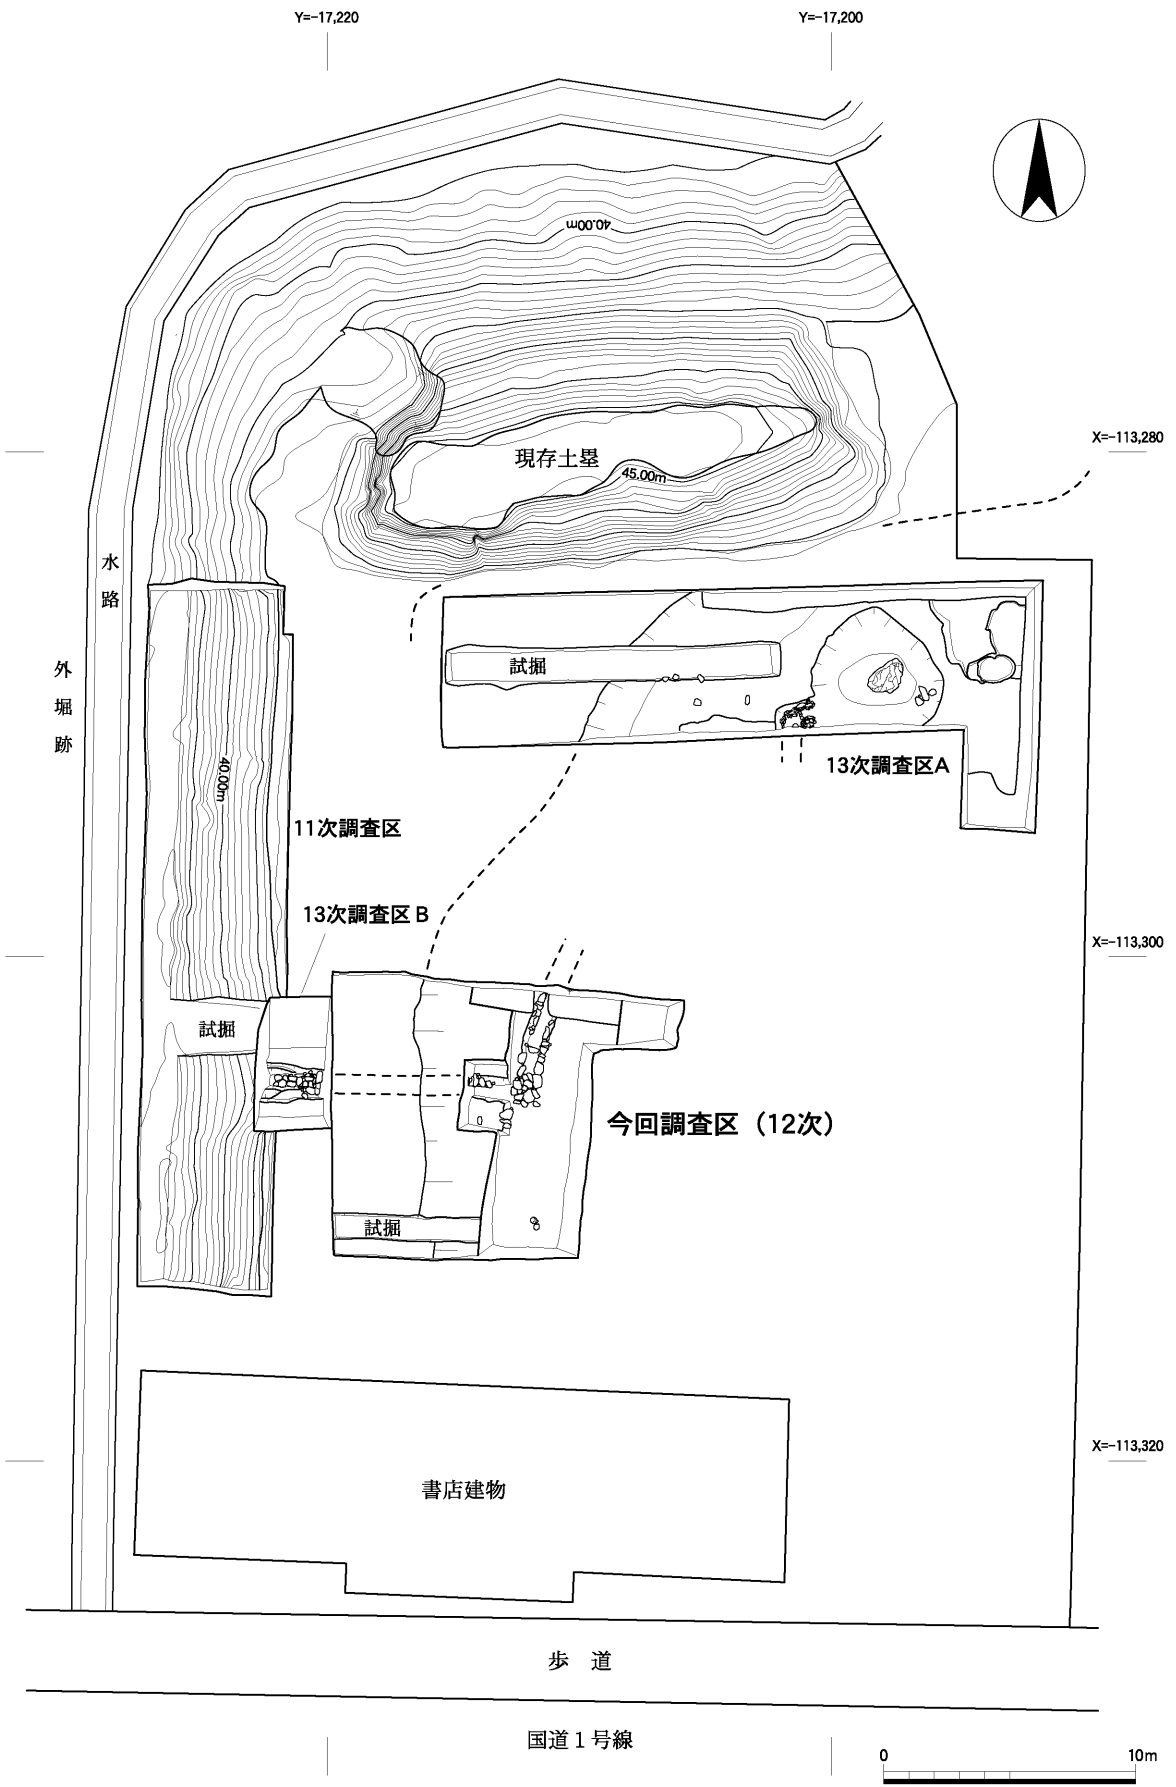 Y=-17,220
Y=-17,200
40.00m
X=-113,280
現存土塁
45.00m
水路
外堀跡
試掘
13次調査区A
40.00m
11次調査区
13次調査区B
X=-113,300
試掘
今回調査区（12次）
試掘
X=-113,320
書店建物
歩道
国道1号線
0 10m